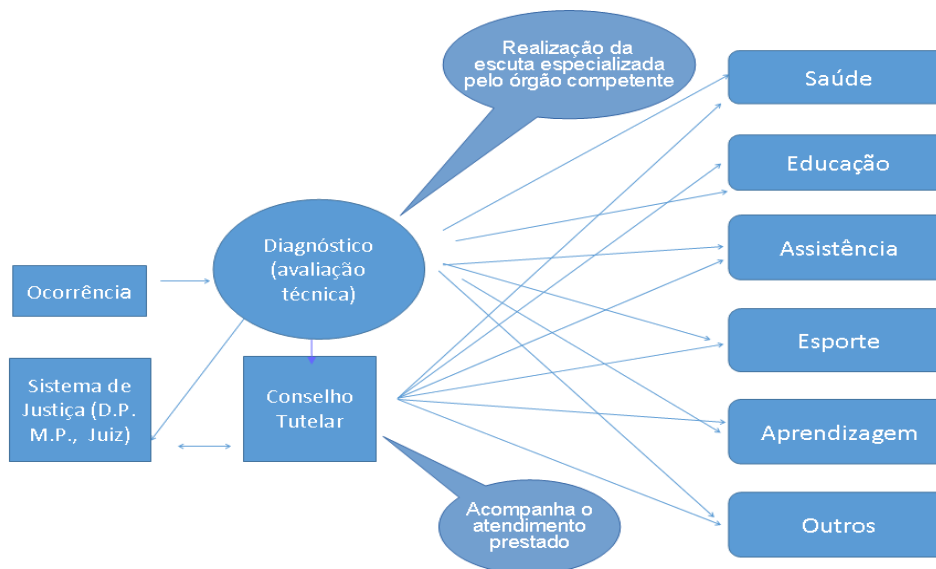 Realização da
escuta especializada
pelo órgão competente
Saúde
Educação
Diagnóstico
(avaliação
técnica)
Assistência
Ocorrência
Esporte
Sistema de
Justiça (D.P.
M.P., Juiz)
Conselho
Tutelar
Aprendizagem
Acompanha o
atendimento
prestado
Outros